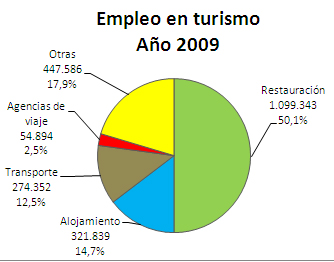 Empleo en turismo
Año 2009
Otras
447.586
17,9%
Restauración
1.099.343
50,1%
Agencias de
viaje
54.894
2,5%
Transporte
274.352
12,5%
Alojamiento
321.839
14,7%